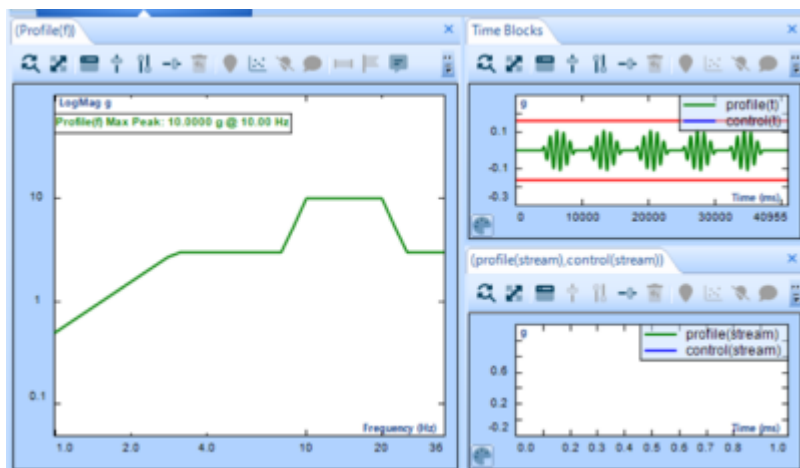 (Profile(f))
LogMag g
Profile(f) Max Peak: 10.0000 g @ 10.00 Hz
10
1
0.1
Frequency (Hz)
1.0 2.0 4.0 10 20 36
Time Blocks
g
profile(t)
control(t)
0.1
-0.1
-0.3
Time (ms)
0 10000 20000 30000 40955
(profile(stream),control(stream))
g
profile(stream)
control(stream)
0.6
0.2
-0.2
Time (ms)
0.0 0.2 0.3 0.4 0.5 0.6 0.7 0.8 1.0